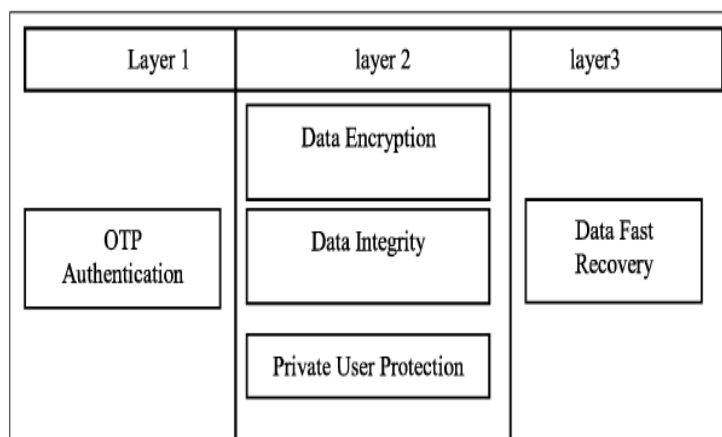 Layer 1
layer 2
layer3
Data Encryption
OTP
Authentication
Data Integrity
Data Fast
Recovery
Private User Protection